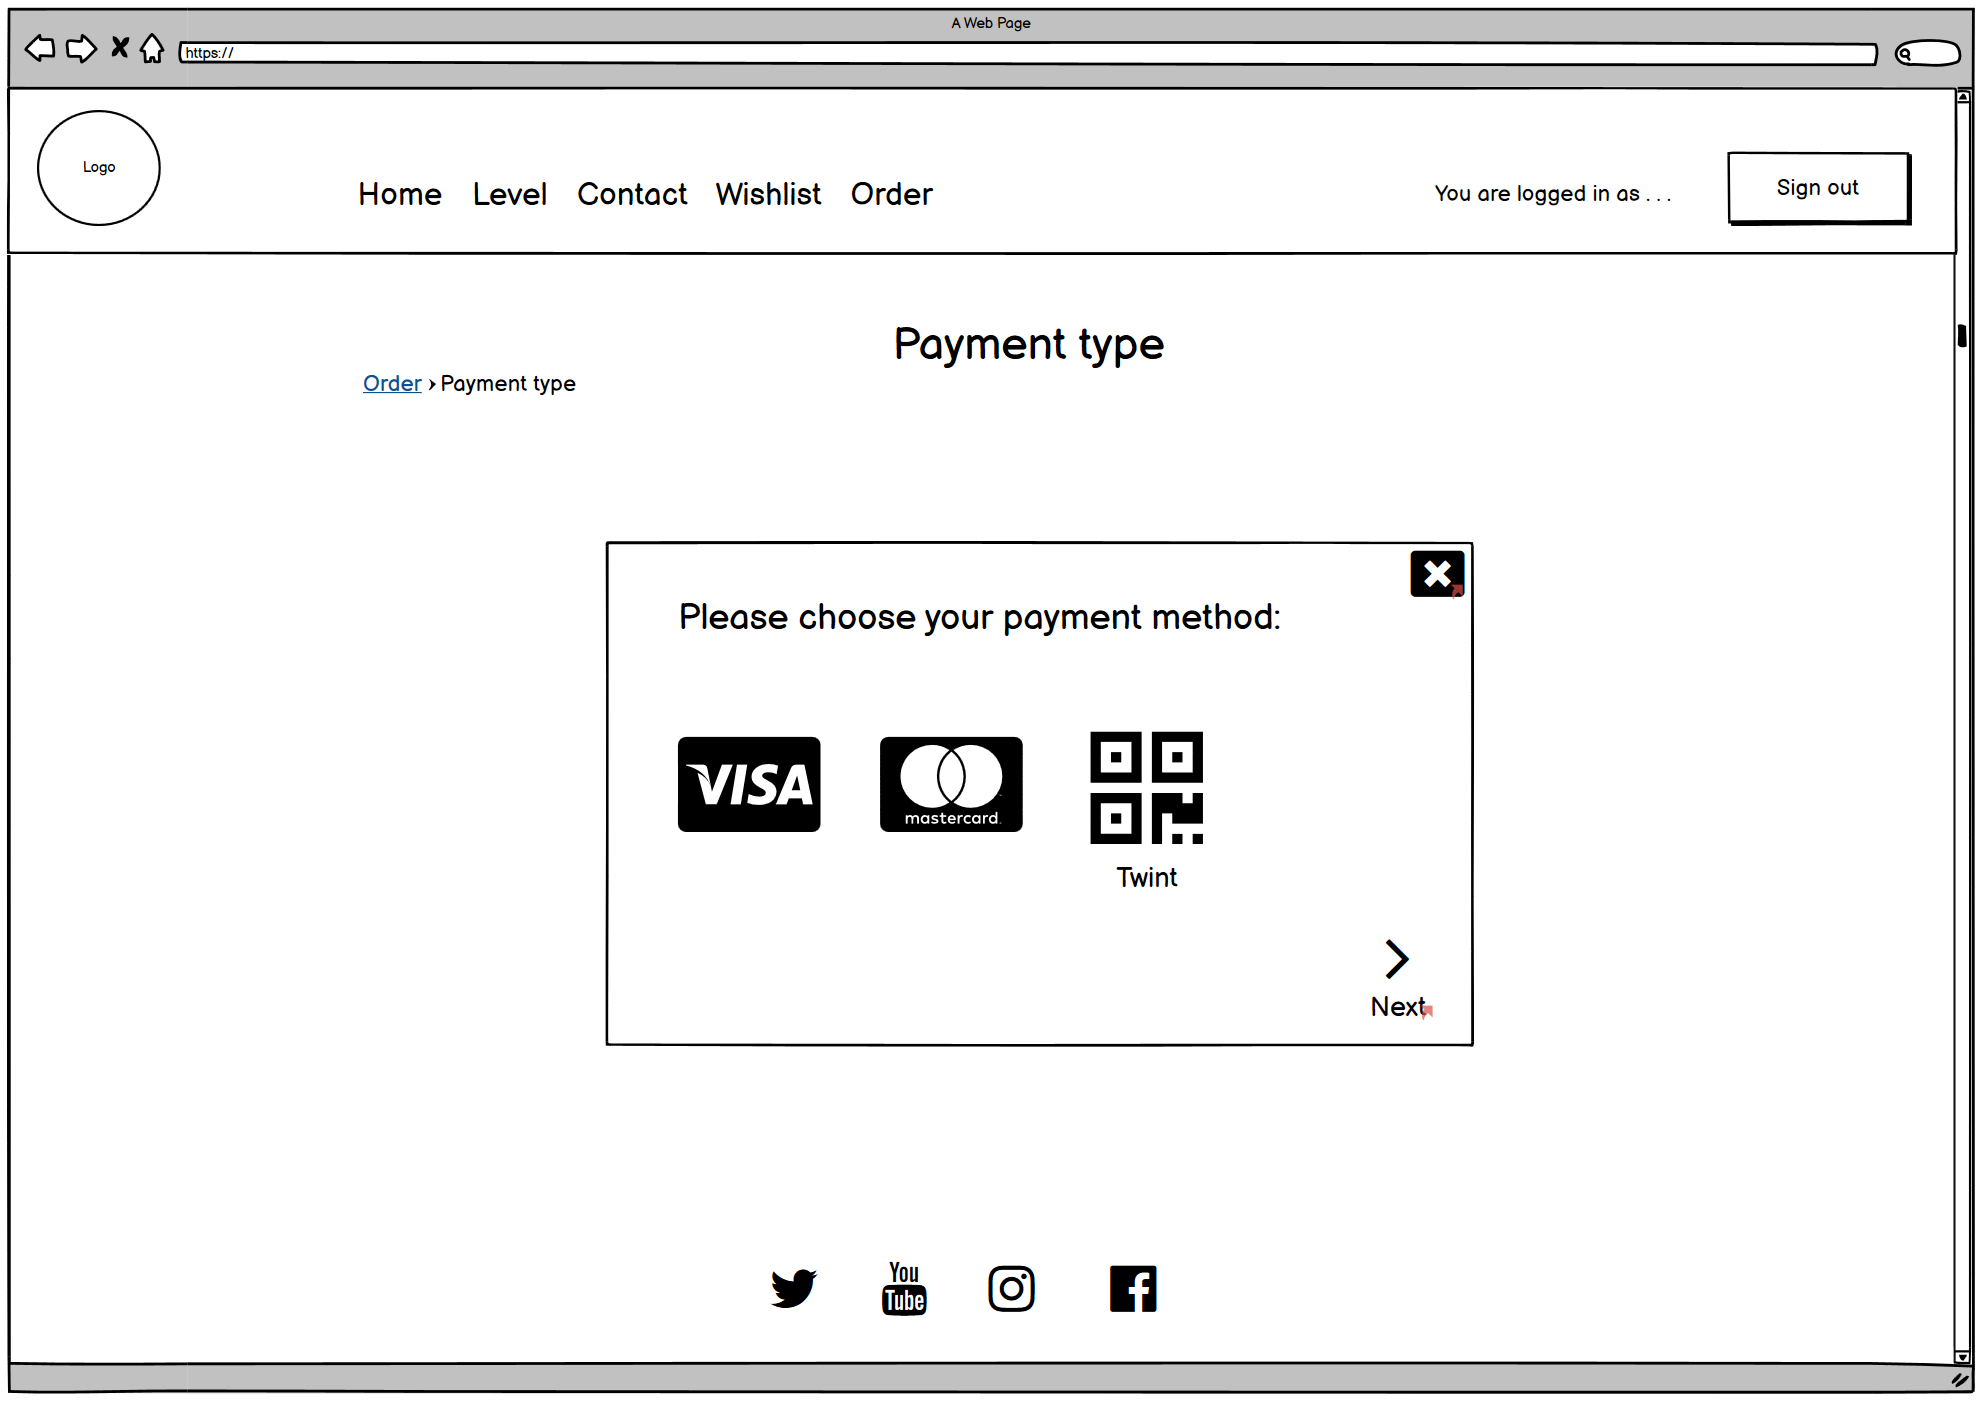 A Web Page
https://
Logo
Home Level Contact Wishlist Order
You are logged in as . . .
Sign out
Payment type
Order › Payment type
Please choose your payment method:
VISA
mastercard.
Twint
Next
You
Tube